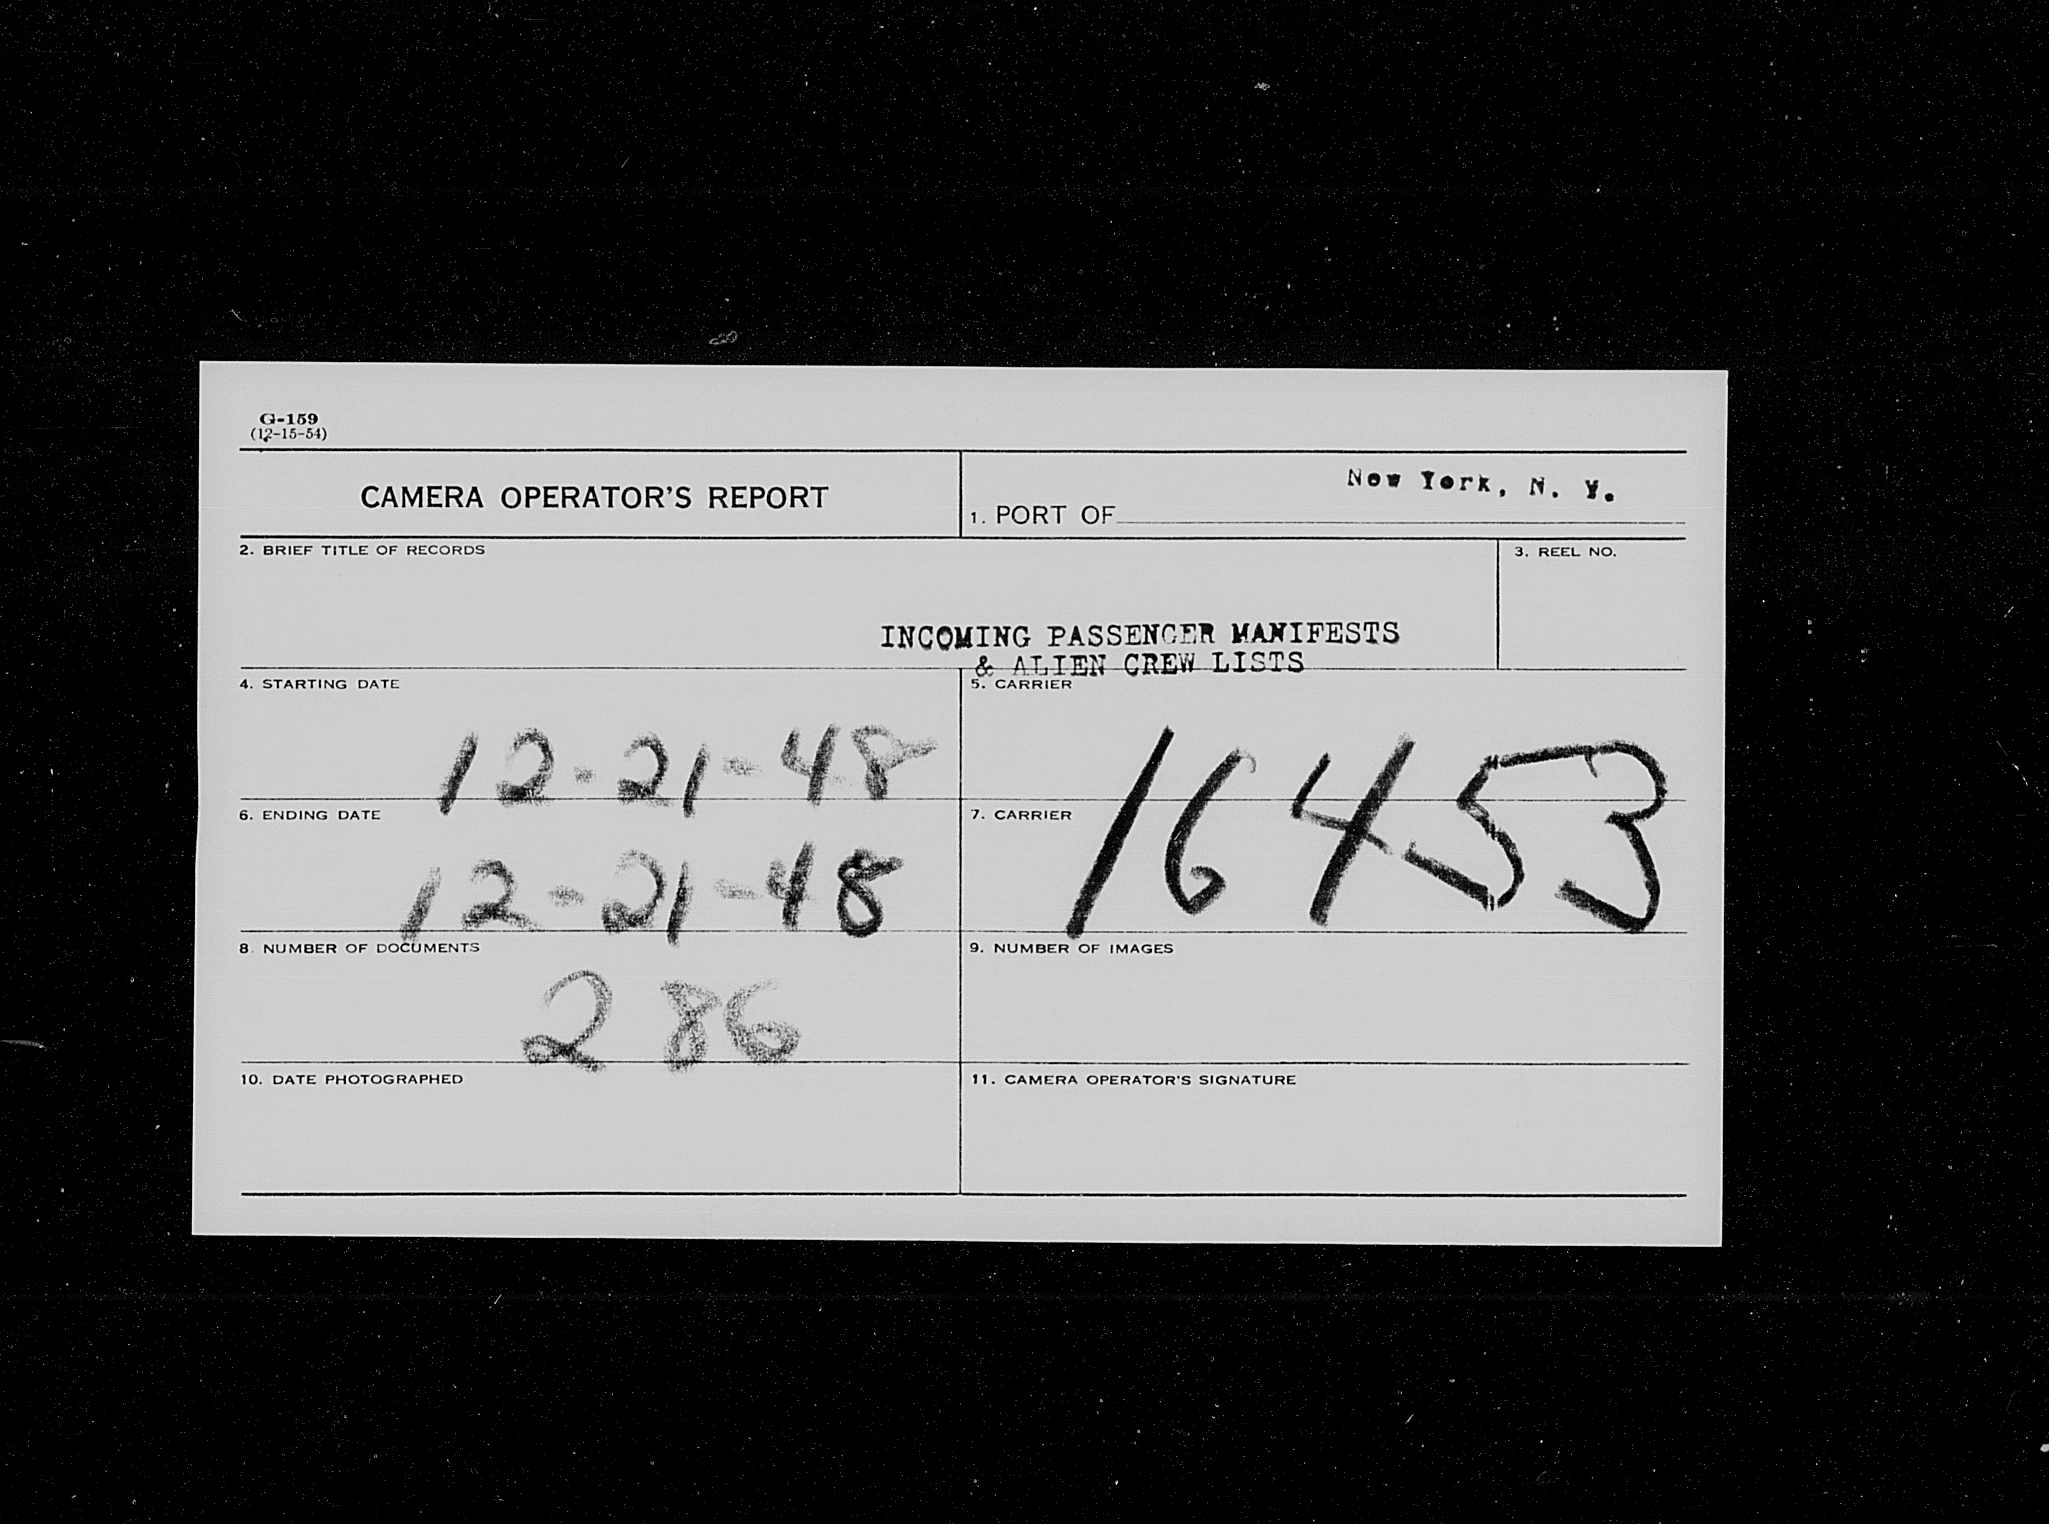 G-159
(12-15-54)
CAMERA OPERATOR'S REPORT
1. PORT OF New York, N. Y.
2. BRIEF TITLE OF RECORDS
INCOMING PASSENGER MANIFESTS
& ALIEN CREW LISTS
3. REEL NO.
4. STARTING DATE
12-21-48
5. CARRIER
16453
6. ENDING DATE
12-21-48
7. CARRIER
8. NUMBER OF DOCUMENTS
286
9. NUMBER OF IMAGES
10. DATE PHOTOGRAPHED
11. CAMERA OPERATOR'S SIGNATURE